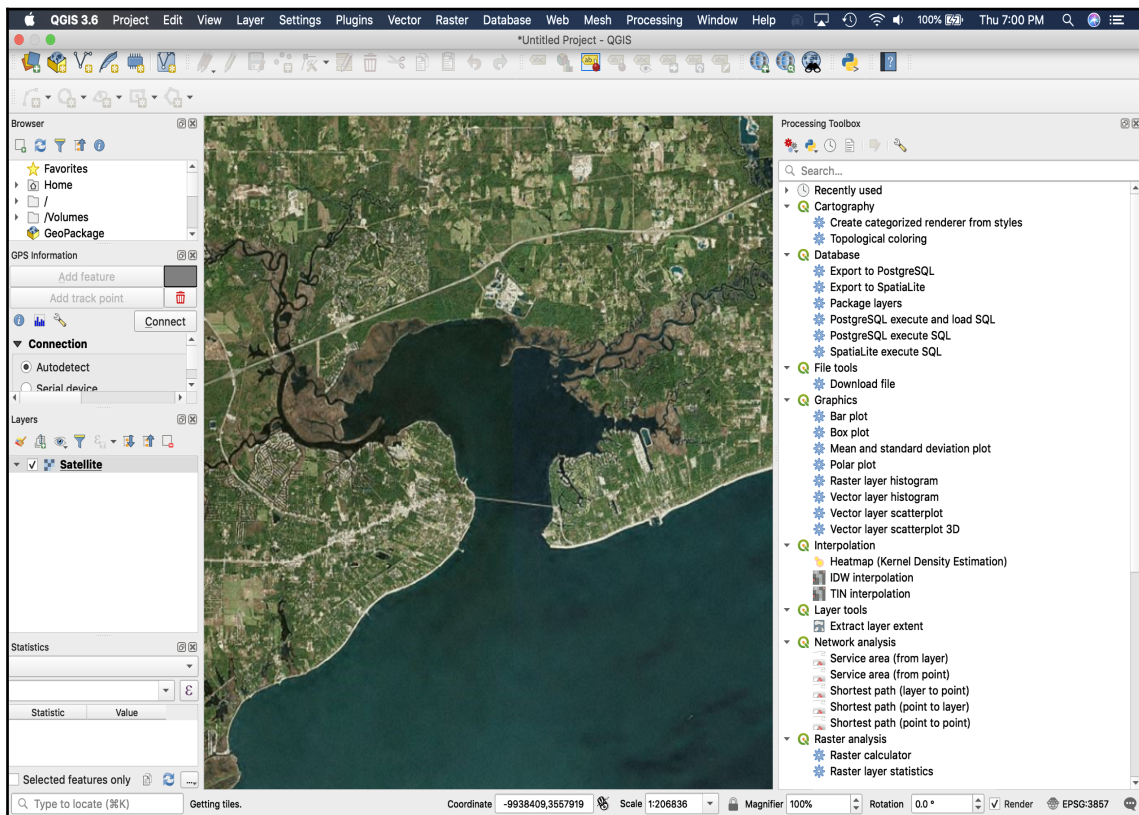 QGIS 3.6 Project Edit View Layer Settings Plugins Vector Raster Database Web Mesh Processing Window Help 100% Thu 7:00 PM
*Untitled Project - QGIS
Browser
Favorites
Home
/
/Volumes
GeoPackage
GPS Information
Add feature
Add track point
Connect
Connection
Autodetect
Serial device
Layers
Satellite
Statistics
Statistic Value
Selected features only
Processing Toolbox
Search...
Recently used
Cartography
Create categorized renderer from styles
Topological coloring
Database
Export to PostgreSQL
Export to SpatiaLite
Package layers
PostgreSQL execute and load SQL
PostgreSQL execute SQL
SpatiaLite execute SQL
File tools
Download file
Graphics
Bar plot
Box plot
Mean and standard deviation plot
Polar plot
Raster layer histogram
Vector layer histogram
Vector layer scatterplot
Vector layer scatterplot 3D
Interpolation
Heatmap (Kernel Density Estimation)
IDW interpolation
TIN interpolation
Layer tools
Extract layer extent
Network analysis
Service area (from layer)
Service area (from point)
Shortest path (layer to point)
Shortest path (point to layer)
Shortest path (point to point)
Raster analysis
Raster calculator
Raster layer statistics
Type to locate (⌘K) Getting tiles. Coordinate -9938409,3557919 Scale 1:206836 Magnifier 100% Rotation 0.0 ° Render EPSG:3857